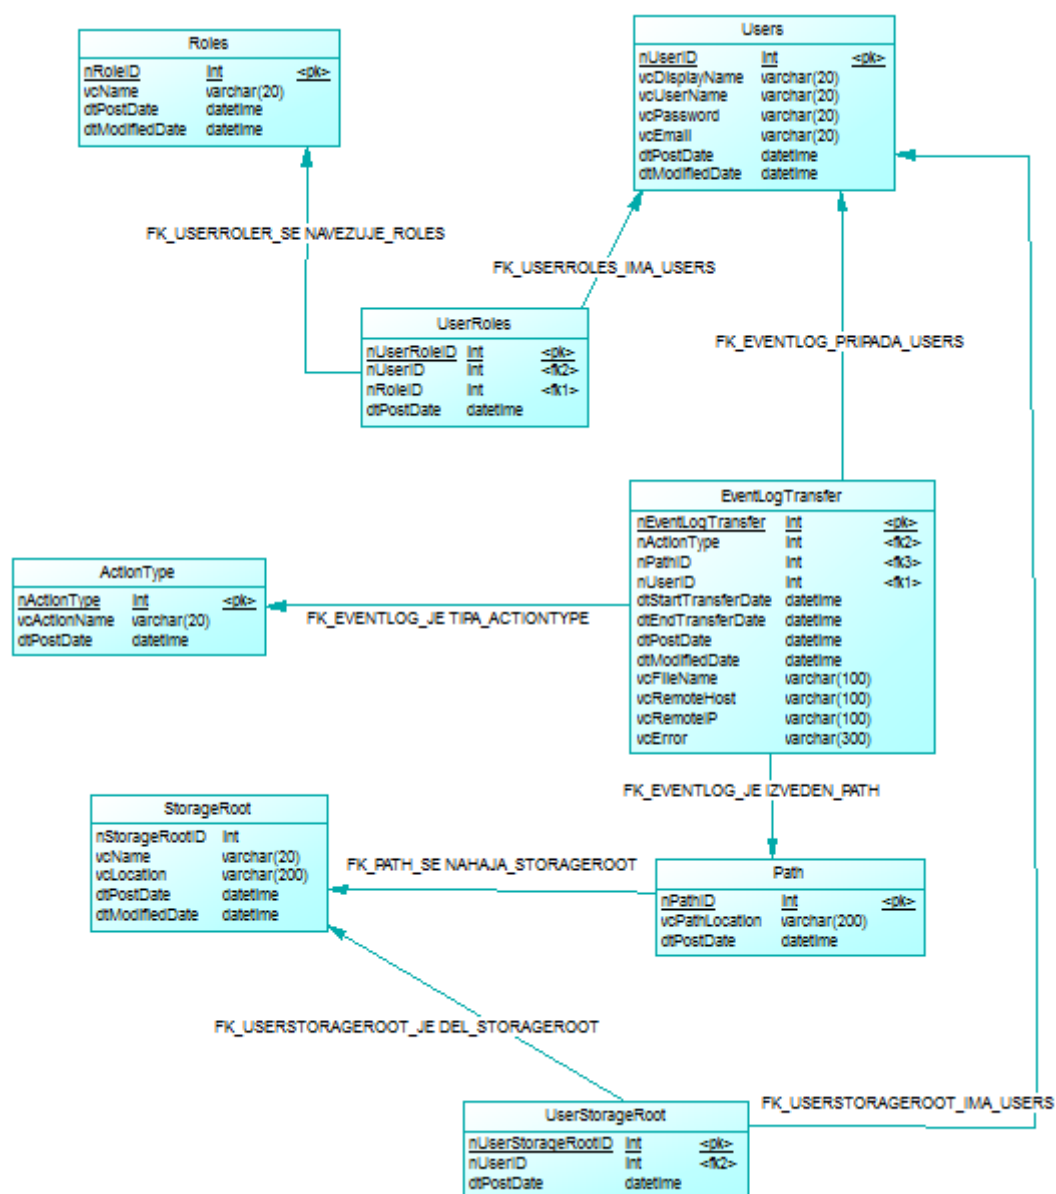 Roles
nRoleID int <pk>
vcName varchar(20)
dtPostDate datetime
dtModifiedDate datetime
Users
nUserID int <pk>
vcDisplayName varchar(20)
vcUserName varchar(20)
vcPassword varchar(20)
vcEmail varchar(20)
dtPostDate datetime
dtModifiedDate datetime
FK_USERROLER_SE NAVEZUJE_ROLES
FK_USERROLES_IMA_USERS
UserRoles
nUserRoleID int <pk>
nUserID int <fk2>
nRoleID int <fk1>
dtPostDate datetime
FK_EVENTLOG_PRIPADA_USERS
EventLogTransfer
nEventLogTransfer int <pk>
nActionType int <fk2>
nPathID int <fk3>
nUserID int <fk1>
dtStartTransferDate datetime
dtEndTransferDate datetime
dtPostDate datetime
dtModifiedDate datetime
vcFileName varchar(100)
vcRemoteHost varchar(100)
vcRemoteIP varchar(100)
vcError varchar(300)
ActionType
nActionType int <pk>
vcActionName varchar(20)
dtPostDate datetime
FK_EVENTLOG_JE TIPA_ACTIONTYPE
FK_EVENTLOG_JE IZVEDEN_PATH
StorageRoot
nStorageRootID int
vcName varchar(20)
vcLocation varchar(200)
dtPostDate datetime
dtModifiedDate datetime
FK_PATH_SE NAHAJA_STORAGEROOT
Path
nPathID int <pk>
vcPathLocation varchar(200)
dtPostDate datetime
FK_USERSTORAGEROOT_JE DEL_STORAGEROOT
FK_USERSTORAGEROOT_IMA_USERS
UserStorageRoot
nUserStorageRootID int <pk>
nUserID int <fk2>
dtPostDate datetime